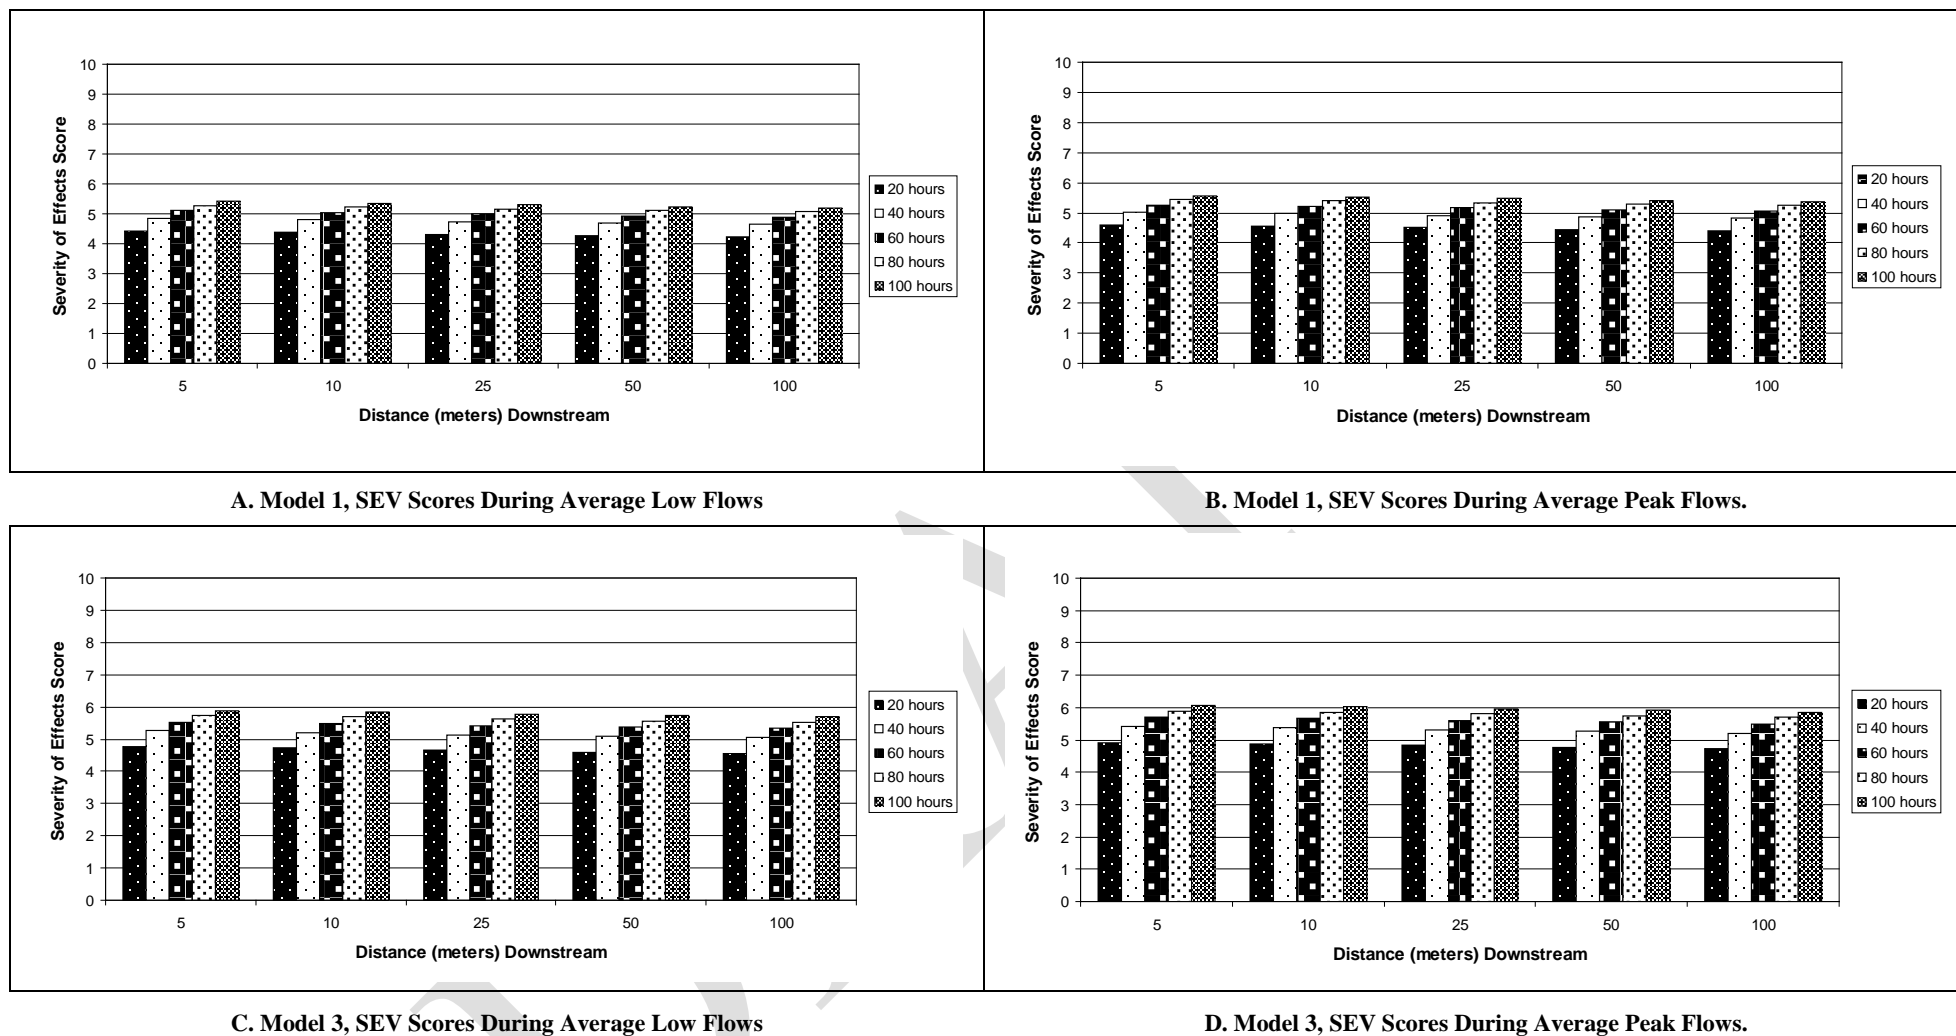 10
9
8
7
6
5
4
3
2
1
0
Severity of Effects Score
5 10 25 50 100
Distance (meters) Downstream
20 hours
40 hours
60 hours
80 hours
100 hours
A. Model 1, SEV Scores During Average Low Flows
10
9
8
7
6
5
4
3
2
1
0
Severity of Effects Score
5 10 25 50 100
Distance (meters) Downstream
20 hours
40 hours
60 hours
80 hours
100 hours
B. Model 1, SEV Scores During Average Peak Flows.
10
9
8
7
6
5
4
3
2
1
0
Severity of Effects Score
5 10 25 50 100
Distance (meters) Downstream
20 hours
40 hours
60 hours
80 hours
100 hours
C. Model 3, SEV Scores During Average Low Flows
10
9
8
7
6
5
4
3
2
1
0
Severity of Effects Score
5 10 25 50 100
Distance (meters) Downstream
20 hours
40 hours
60 hours
80 hours
100 hours
D. Model 3, SEV Scores During Average Peak Flows.